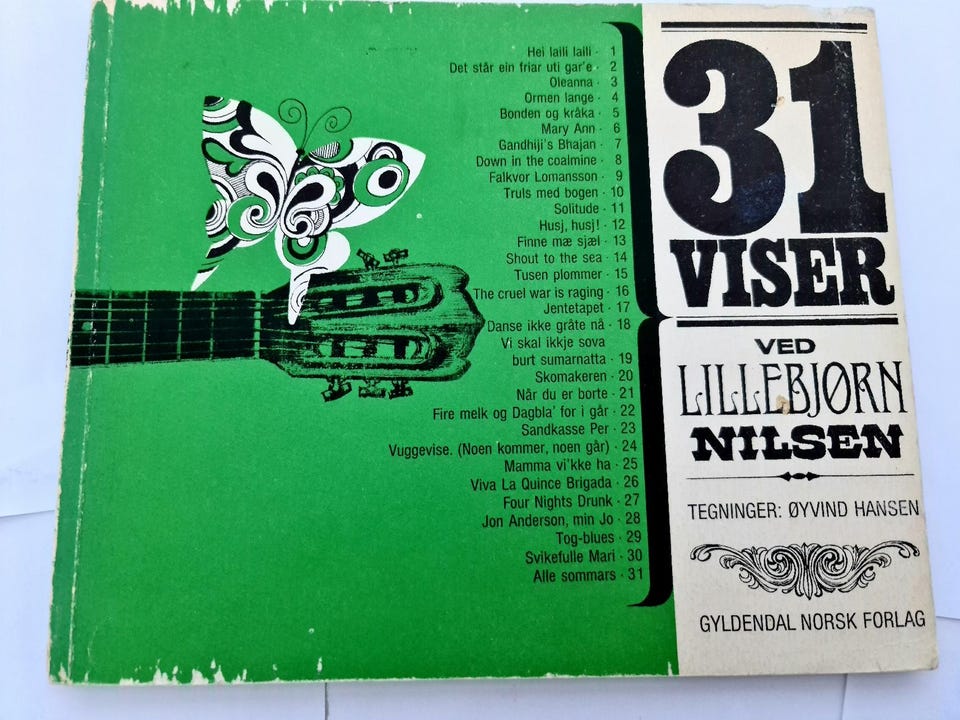 Hei laili laili · 1
Det står ein friar uti gar'e · 2
Oleanna · 3
Ormen lange · 4
Bonden og kråka · 5
Mary Ann · 6
Gandhiji's Bhajan · 7
Down in the coalmine · 8
Falkvor Lomansson · 9
Truls med bogen · 10
Solitude · 11
Husj, husj! · 12
Finne mæ sjæl · 13
Shout to the sea · 14
Tusen plommer · 15
The cruel war is raging · 16
Jentetapet · 17
Danse ikke gråte nå · 18
Vi skal ikkje sova
burt sumarnatta · 19
Skomakeren · 20
Når du er borte · 21
Fire melk og Dagbla' for i går · 22
Sandkasse Per · 23
Vuggevise. (Noen kommer, noen går) · 24
Mamma vi'kke ha · 25
Viva La Quince Brigada · 26
Four Nights Drunk · 27
Jon Anderson, min Jo · 28
Tog-blues · 29
Svikefulle Mari · 30
Alle sommars · 31
31
VISER
VED
LILLEBJØRN
NILSEN
TEGNINGER: ØYVIND HANSEN
GYLDENDAL NORSK FORLAG